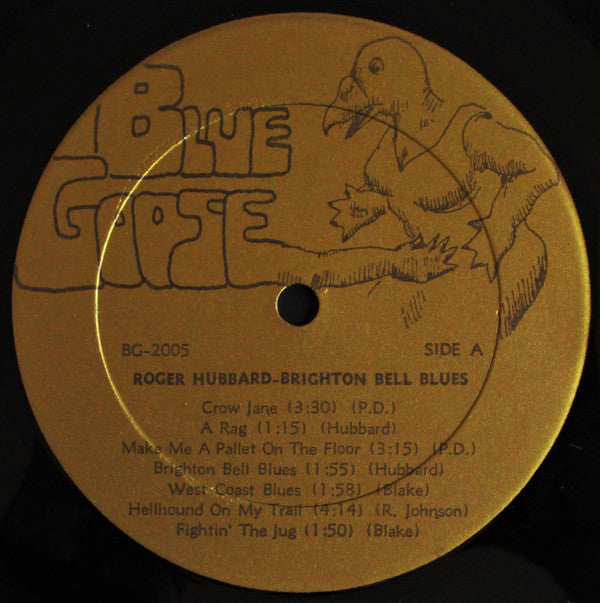 BLUE
GOOSE
BG-2005
SIDE A
ROGER HUBBARD-BRIGHTON BELL BLUES
Crow Jane (3:30) (P.D.)
A Rag (1:15) (Hubbard)
Make Me A Pallet On The Floor (3:15) (P.D.)
Brighton Bell Blues (1:55) (Hubbard)
West Coast Blues (1:58) (Blake)
Hellhound On My Trail (4:14) (R. Johnson)
Fightin' The Jug (1:50) (Blake)